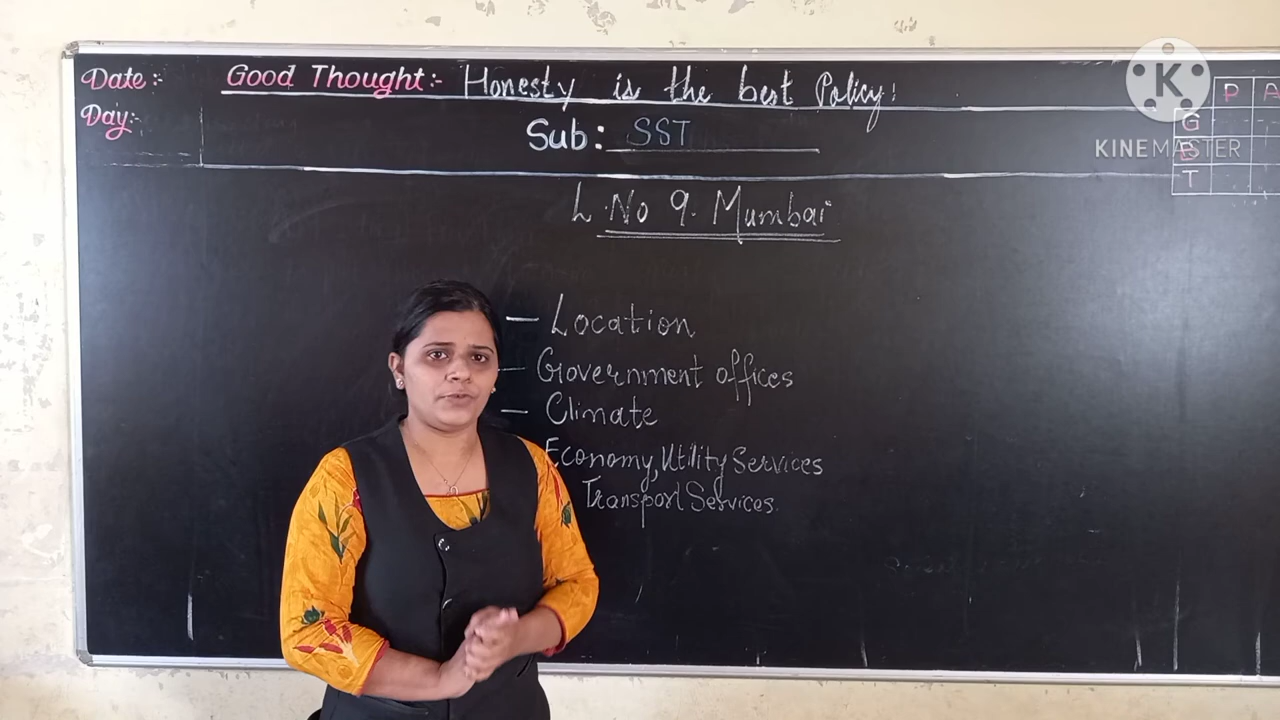 Date:- Good Thought:- Honesty is the best Policy!
Day:-
Sub: SST
P A
G
B
T
L.No 9. Mumbai
— Location
— Government offices
— Climate
Economy, Utility Services
Transport Services.
K
KINEMASTER